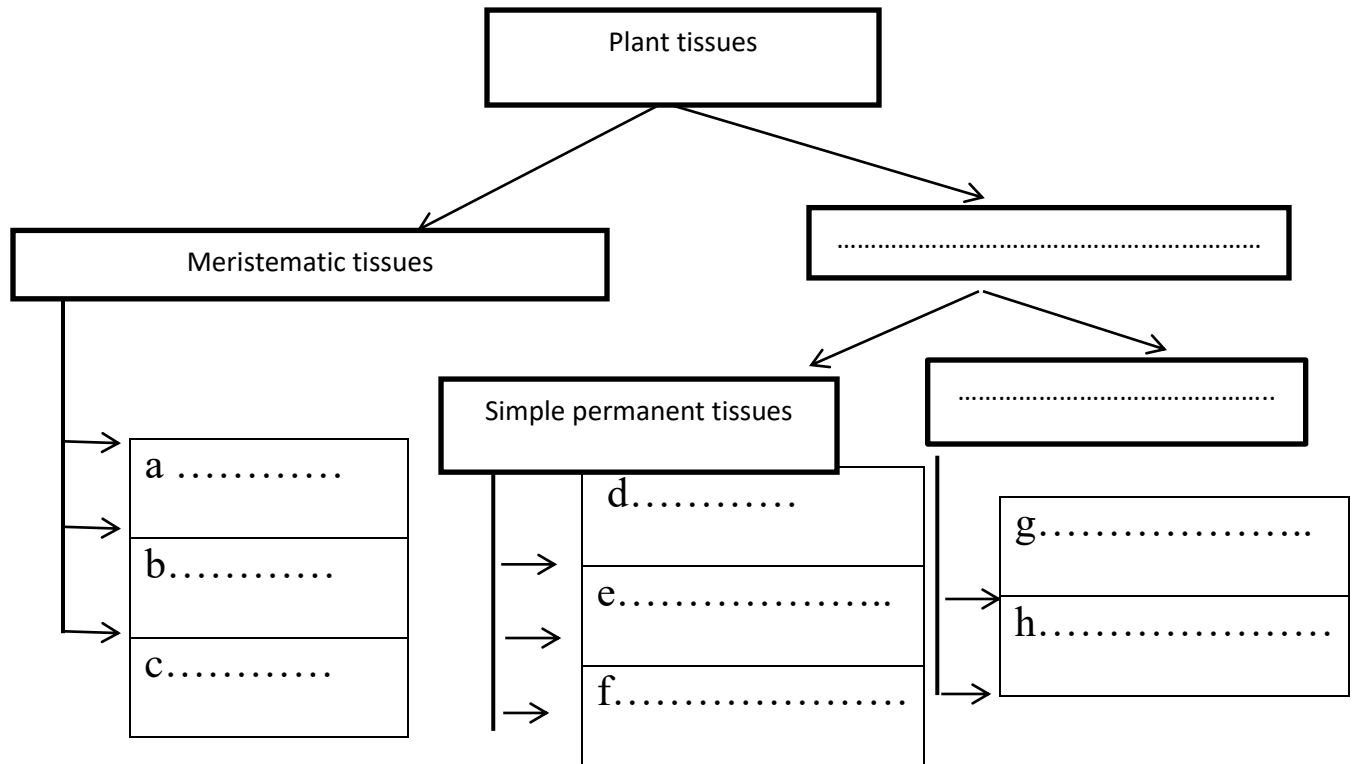 Plant tissues
………………………………………………………..
Meristematic tissues
…………………………………………..
Simple permanent tissues
a …………
d…………
g………………….
b…………
e………………..
h…………………
c…………
f…………………